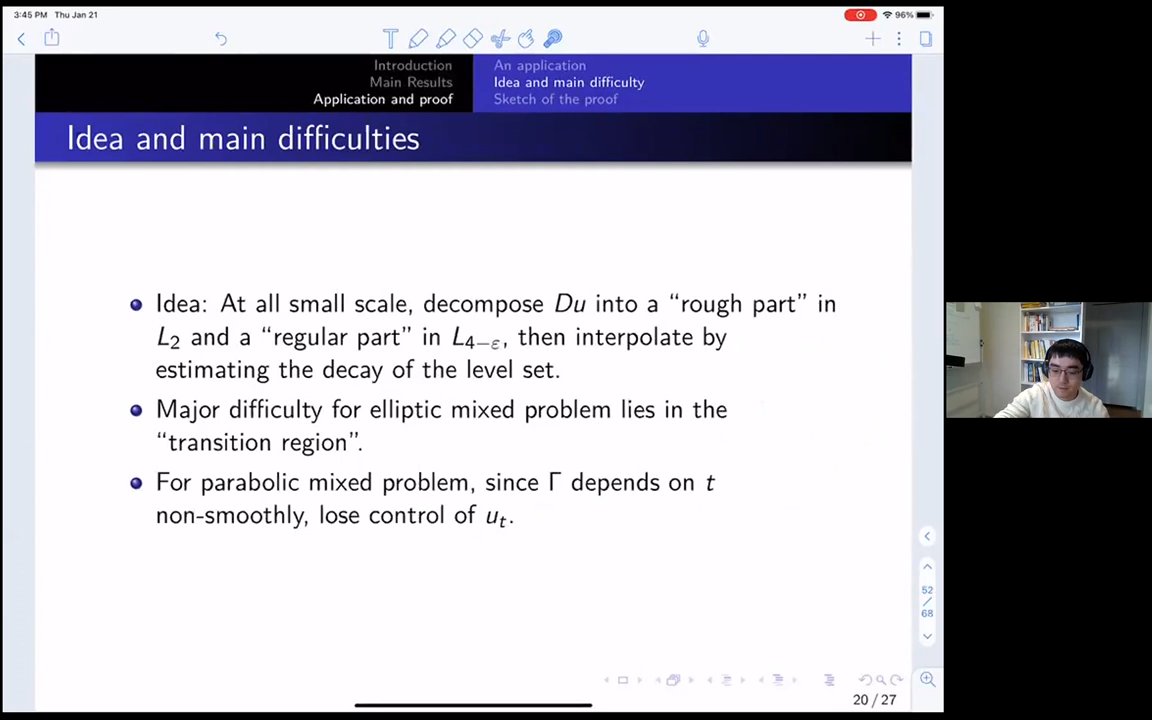 3:45 PM Thu Jan 21
96%
Introduction
Main Results
Application and proof
An application
Idea and main difficulty
Sketch of the proof
Idea and main difficulties
Idea: At all small scale, decompose Du into a “rough part” in
L₂ and a “regular part” in L₄₋ε, then interpolate by
estimating the decay of the level set.
Major difficulty for elliptic mixed problem lies in the
“transition region”.
For parabolic mixed problem, since Γ depends on t
non-smoothly, lose control of uₜ.
52
/
68
20 / 27